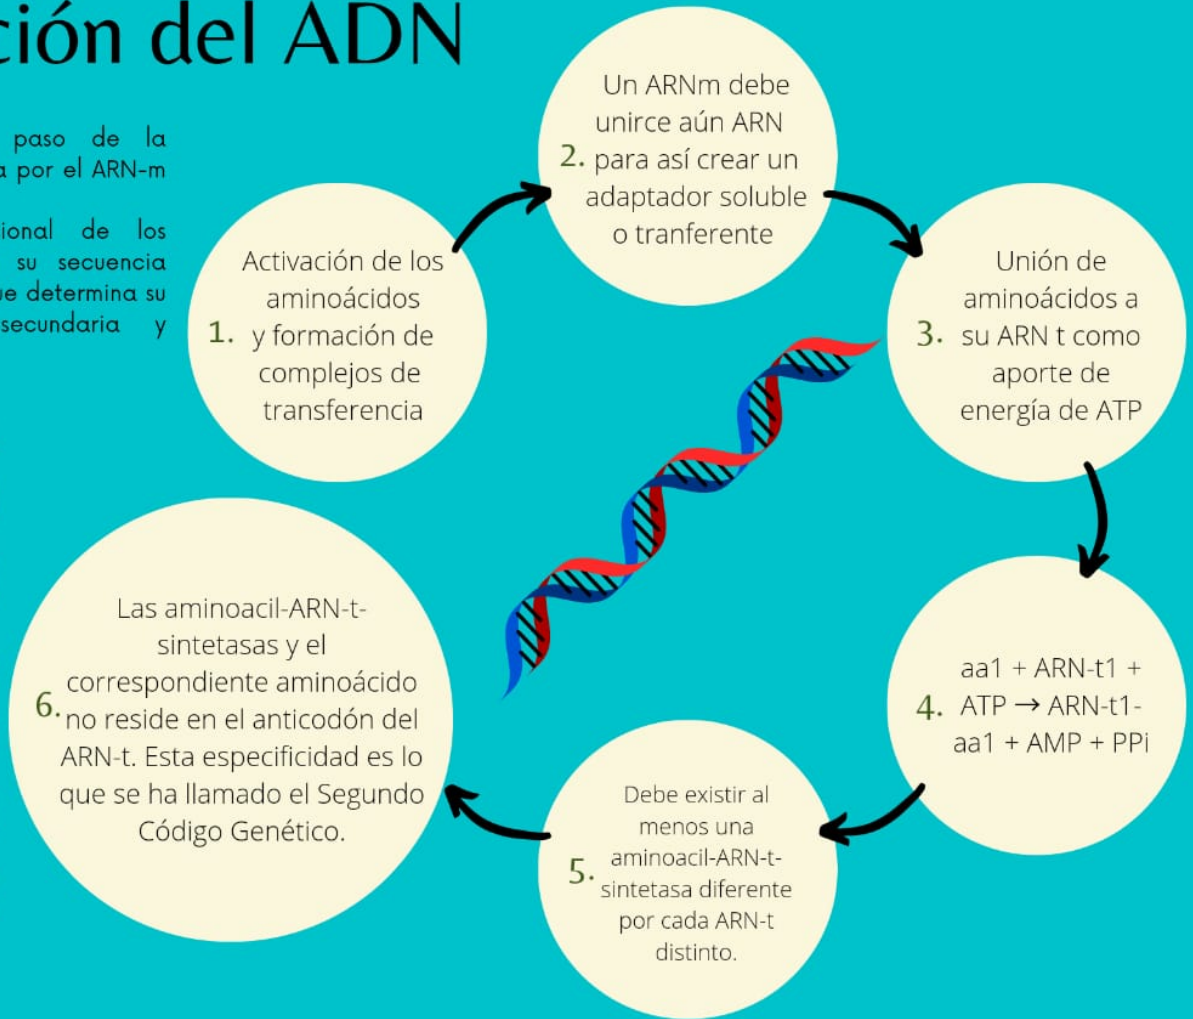 ción del ADN
paso de la
a por el ARN-m
ional de los
su secuencia
ue determina su
secundaria y
1.
Activación de los
aminoácidos
y formación de
complejos de
transferencia
2.
Un ARNm debe
unirce aún ARN
para así crear un
adaptador soluble
o tranferente
3.
Unión de
aminoácidos a
su ARN t como
aporte de
energía de ATP
4.
aa1 + ARN-t1 +
ATP → ARN-t1-
aa1 + AMP + PPi
5.
Debe existir al
menos una
aminoacil-ARN-t-
sintetasa diferente
por cada ARN-t
distinto.
6.
Las aminoacil-ARN-t-
sintetasas y el
correspondiente aminoácido
no reside en el anticodón del
ARN-t. Esta especificidad es lo
que se ha llamado el Segundo
Código Genético.